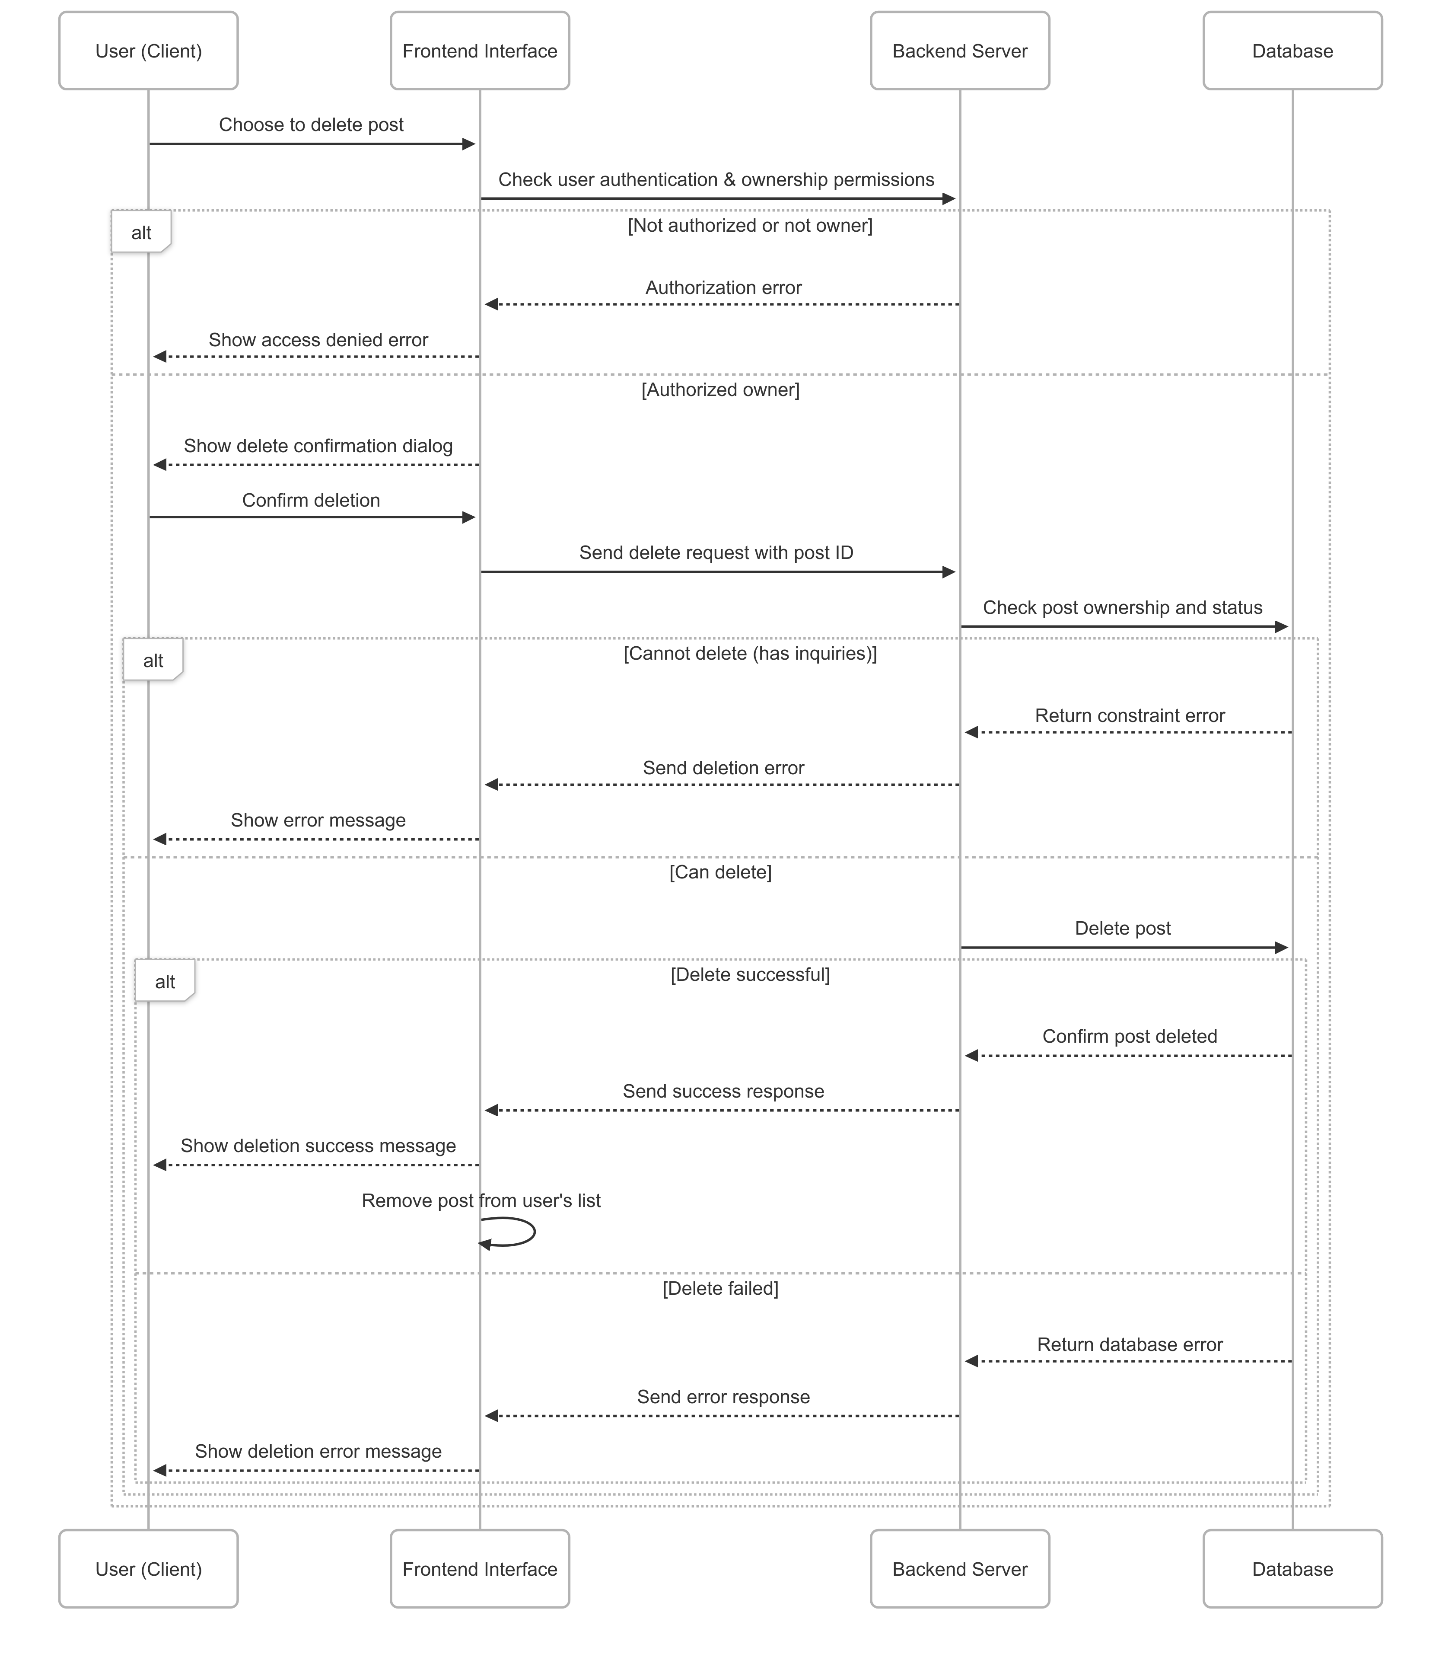 User (Client)
Frontend Interface
Backend Server
Database
Choose to delete post
Check user authentication & ownership permissions
alt
[Not authorized or not owner]
Authorization error
Show access denied error
[Authorized owner]
Show delete confirmation dialog
Confirm deletion
Send delete request with post ID
Check post ownership and status
alt
[Cannot delete (has inquiries)]
Return constraint error
Send deletion error
Show error message
[Can delete]
Delete post
alt
[Delete successful]
Confirm post deleted
Send success response
Show deletion success message
Remove post from user's list
[Delete failed]
Return database error
Send error response
Show deletion error message
User (Client)
Frontend Interface
Backend Server
Database